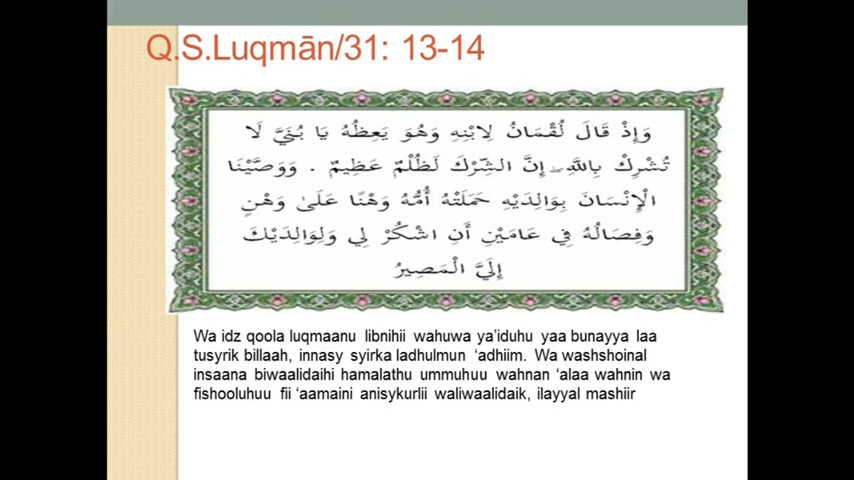 Q.S.Luqmān/31: 13-14
وَإِذْ قَالَ لُقْمَانُ لِابْنِهِ وَهُوَ يَعِظُهُ يَا بُنَيَّ لَا
تُشْرِكْ بِاللَّهِ ۖ إِنَّ الشِّرْكَ لَظُلْمٌ عَظِيمٌ . وَوَصَّيْنَا
الْإِنْسَانَ بِوَالِدَيْهِ حَمَلَتْهُ أُمُّهُ وَهْنًا عَلَىٰ وَهْنٍ
وَفِصَالُهُ فِي عَامَيْنِ أَنِ اشْكُرْ لِي وَلِوَالِدَيْكَ
إِلَيَّ الْمَصِيرُ
Wa idz qoola luqmaanu libnihii wahuwa ya’iduhu yaa bunayya laa
tusyrik billaah, innasy syirka ladhulmun ‘adhiim. Wa washshoinal
insaana biwaalidaihi hamalathu ummuhuu wahnan ‘alaa wahnin wa
fishooluhuu fii ‘aamaini anisykurlii waliwaalidaik, ilayyal mashiir